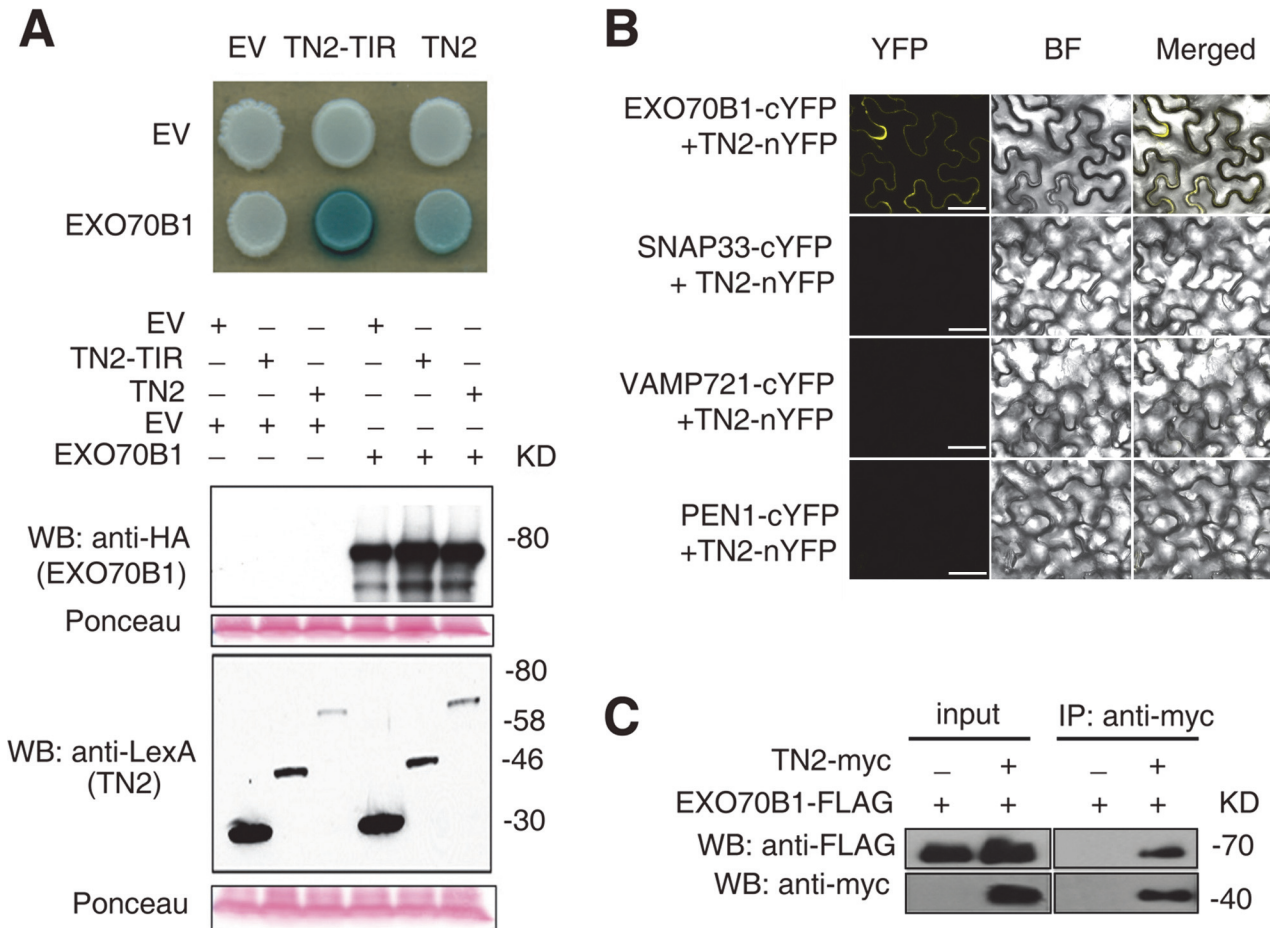 A
EV TN2-TIR TN2
EV
EXO70B1
EV + – – + – –
TN2-TIR – + – – + –
TN2 – – + – – +
EV + + + – – –
EXO70B1 – – – + + + KD
WB: anti-HA
(EXO70B1)
-80
Ponceau
WB: anti-LexA
(TN2)
-80
-58
-46
-30
Ponceau
B
YFP BF Merged
EXO70B1-cYFP
+TN2-nYFP
SNAP33-cYFP
+ TN2-nYFP
VAMP721-cYFP
+TN2-nYFP
PEN1-cYFP
+TN2-nYFP
C
input IP: anti-myc
TN2-myc – + – +
EXO70B1-FLAG + + + + KD
WB: anti-FLAG -70
WB: anti-myc -40